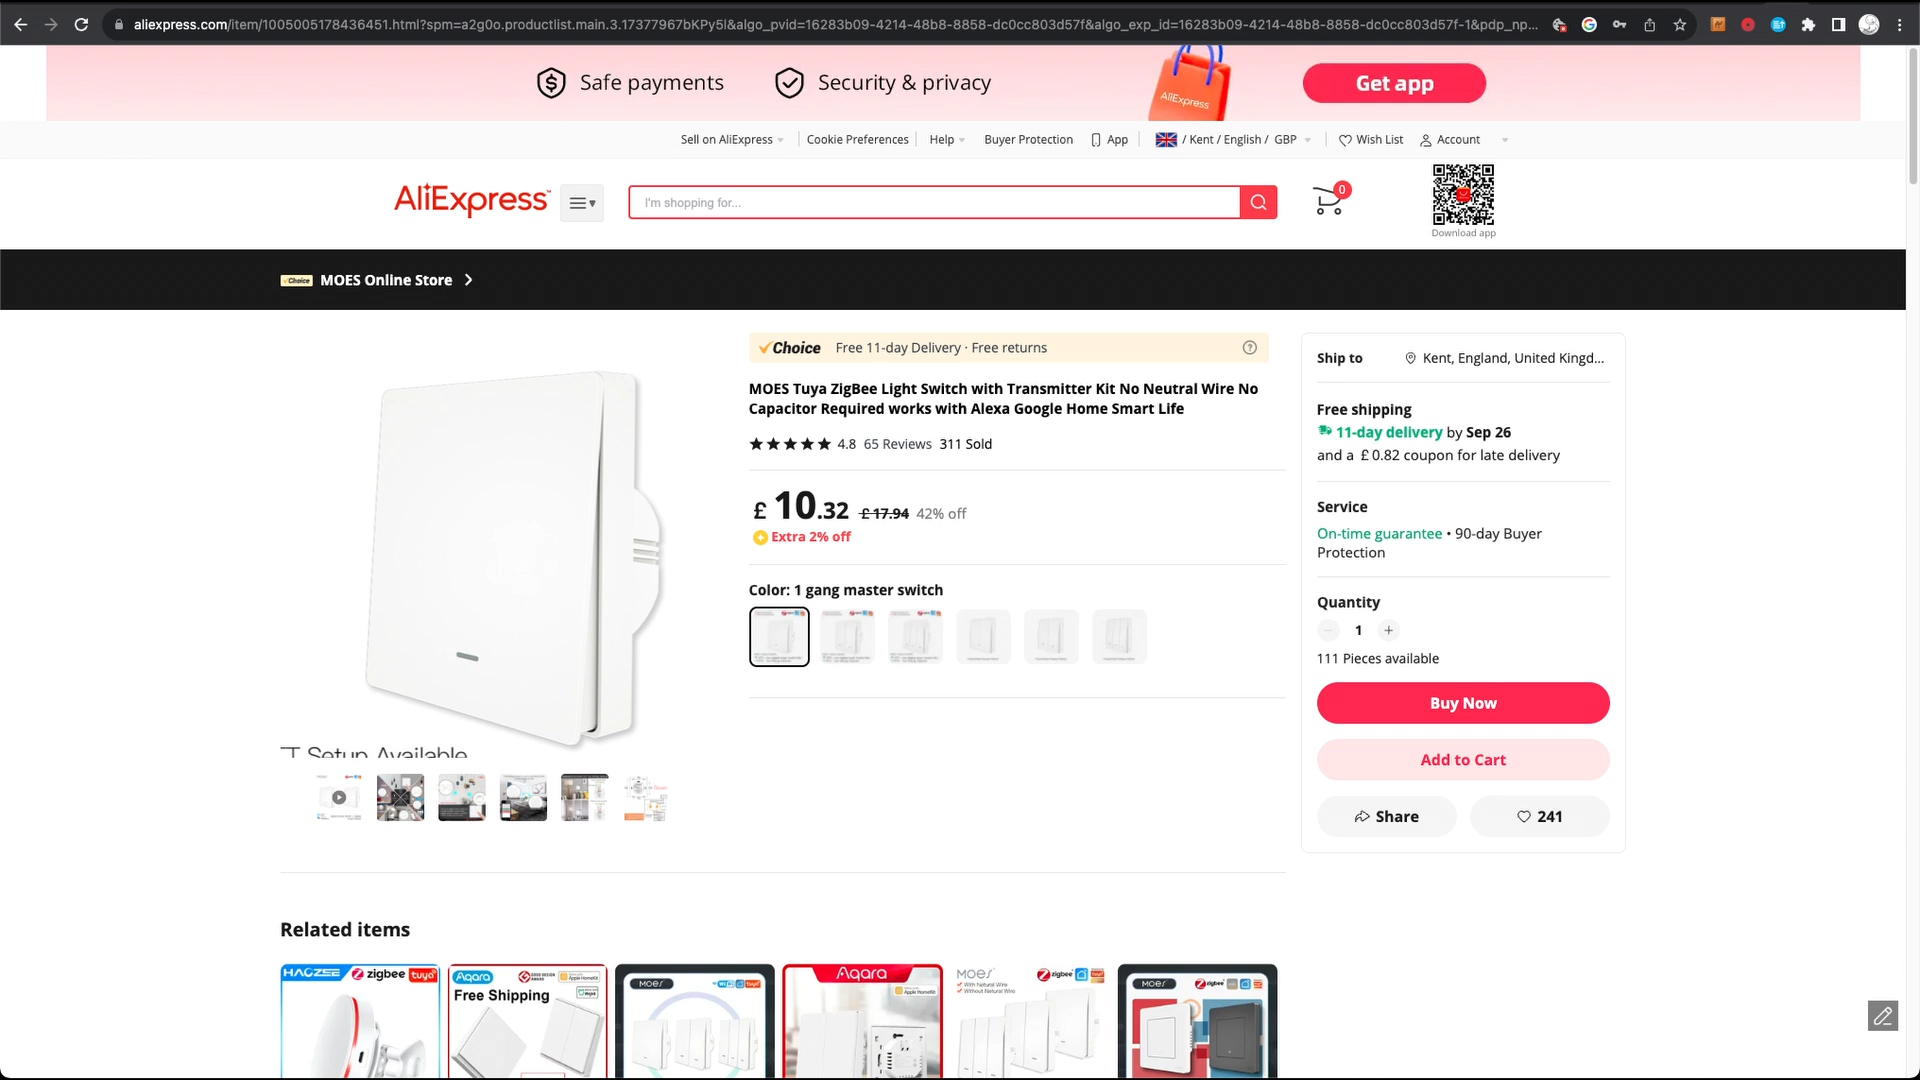 aliexpress.com/item/1005005178436451.html?spm=a2g0o.productlist.main.3.17377967bKPy5I&algo_pvid=16283b09-4214-48b8-8858-dc0cc803d57f&algo_exp_id=16283b09-4214-48b8-8858-dc0cc803d57f-1&pdp_np...
Safe payments
Security & privacy
AliExpress
Get app
Sell on AliExpress
Cookie Preferences
Help
Buyer Protection
App
/ Kent / English / GBP
Wish List
Account
AliExpress
I'm shopping for...
0
Download app
Choice MOES Online Store
Choice Free 11-day Delivery · Free returns
MOES Tuya ZigBee Light Switch with Transmitter Kit No Neutral Wire No
Capacitor Required works with Alexa Google Home Smart Life
4.8 65 Reviews 311 Sold
£ 10.32 £ 17.94 42% off
Extra 2% off
Color: 1 gang master switch
T Setup Available
Ship to
Kent, England, United Kingd...
Free shipping
11-day delivery by Sep 26
and a £ 0.82 coupon for late delivery
Service
On-time guarantee • 90-day Buyer
Protection
Quantity
1
111 Pieces available
Buy Now
Add to Cart
Share
241
Related items
HAOZEE zigbee tuya
Aqara
Free Shipping
MOES
Aqara
Apple HomeKit
MOES zigbee
With Natural Wire
Without Natural Wire
MOES zigbee